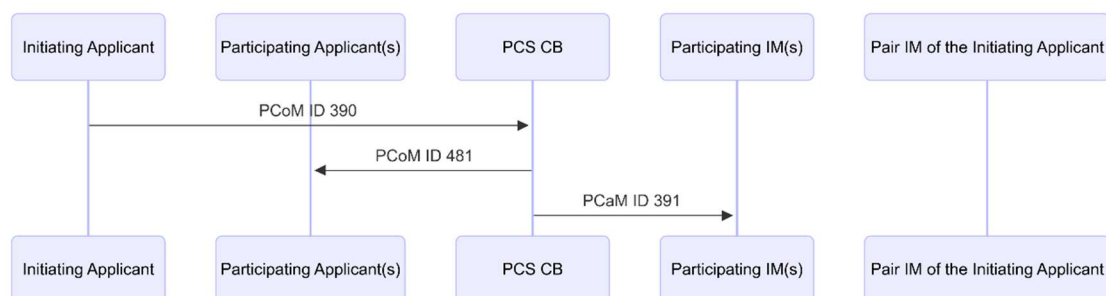 Initiating Applicant
Participating Applicant(s)
PCS CB
Participating IM(s)
Pair IM of the Initiating Applicant
PCoM ID 390
PCoM ID 481
PCaM ID 391
Initiating Applicant
Participating Applicant(s)
PCS CB
Participating IM(s)
Pair IM of the Initiating Applicant